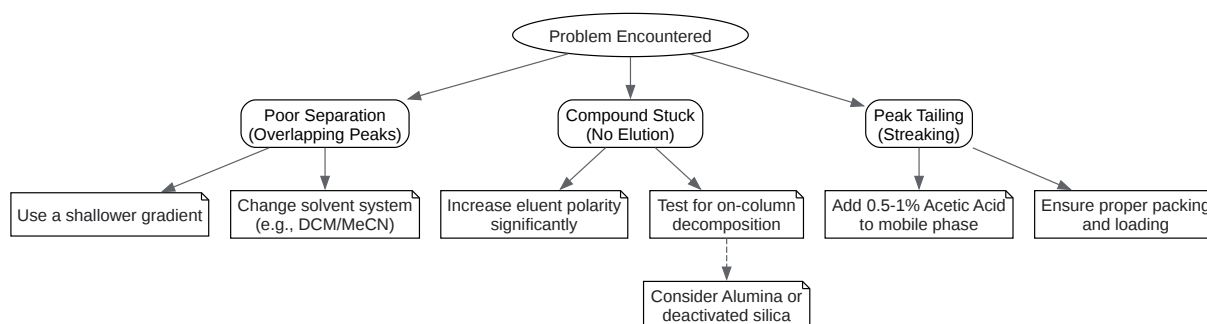 Problem Encountered
Poor Separation
(Overlapping Peaks)
Compound Stuck
(No Elution)
Peak Tailing
(Streaking)
Use a shallower gradient
Change solvent system
(e.g., DCM/MeCN)
Increase eluent polarity
significantly
Test for on-column
decomposition
Add 0.5-1% Acetic Acid
to mobile phase
Ensure proper packing
and loading
Consider Alumina or
deactivated silica